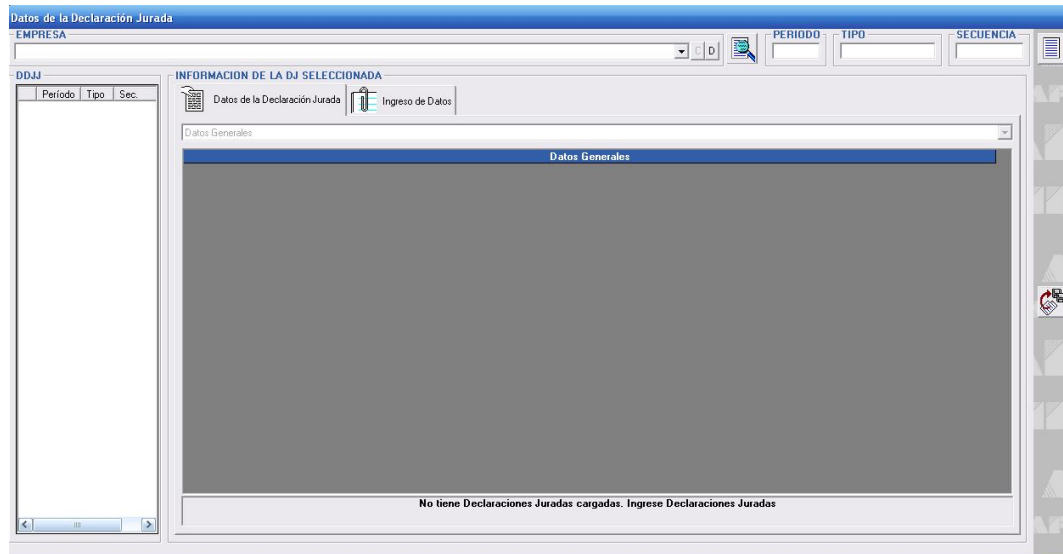 Datos de la Declaración Jurada
EMPRESA
C D
PERIODO
TIPO
SECUENCIA
DDJJ
Período Tipo Sec.
INFORMACION DE LA DJ SELECCIONADA
Datos de la Declaración Jurada Ingreso de Datos
Datos Generales
Datos Generales
No tiene Declaraciones Juradas cargadas. Ingrese Declaraciones Juradas